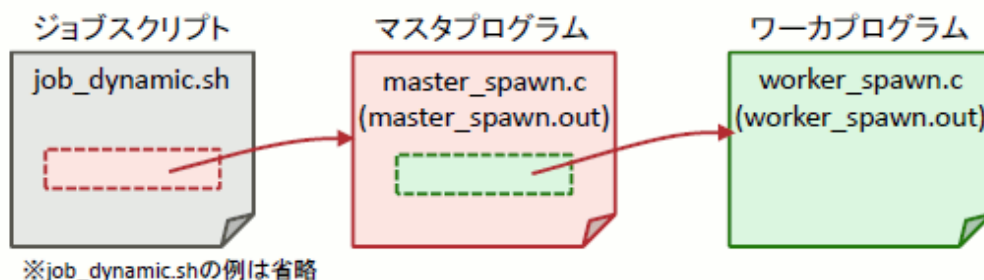 ジョブスクリプト
マスタプログラム
ワーカプログラム
job_dynamic.sh
master_spawn.c
(master_spawn.out)
worker_spawn.c
(worker_spawn.out)
※job_dynamic.shの例は省略